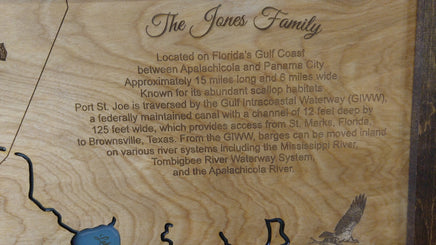 The Jones Family
Located on Florida's Gulf Coast
between Apalachicola and Panama City
Approximately 15 miles long and 6 miles wide
Known for its abundant scallop habitats
Port St. Joe is traversed by the Gulf Intracoastal Waterway (GIWW),
a federally maintained canal with a channel of 12 feet deep by
125 feet wide, which provides access from St. Marks, Florida,
to Brownsville, Texas. From the GIWW, barges can be moved inland
on various river systems including the Mississippi River,
Tombigbee River Waterway System,
and the Apalachicola River.